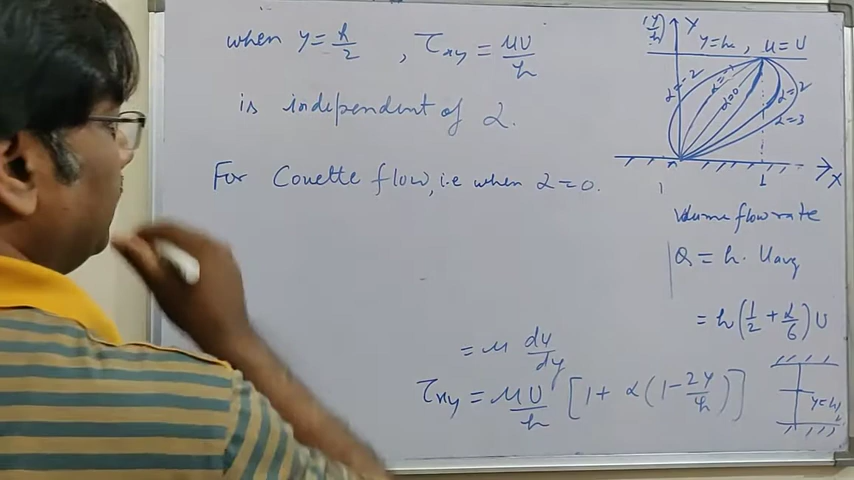 when y = h/2 , τxy = μU/h
is independent of α.
For Couette flow, i.e when α = 0.
= μ dy/dy
τxy = μU/h [1 + α(1 - 2y/h)]
(y/h) Y
y = h, u = U
α=-2
α=0
α=2
α=3
1
1
X
Volume flow rate
Q = h. Uavg
= h(1/2 + α/6) U
y = h/